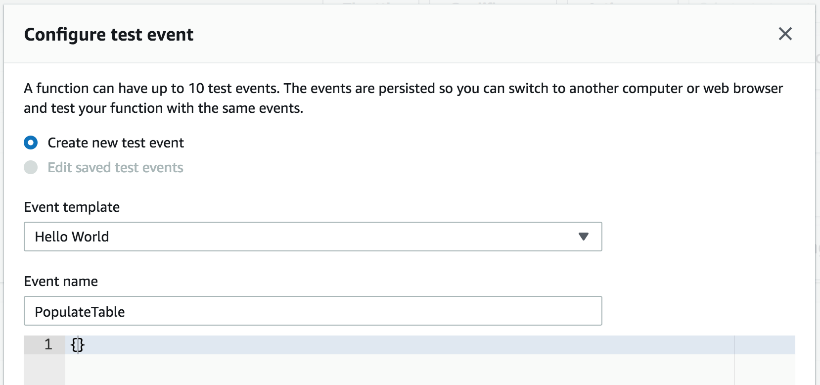 Configure test event
A function can have up to 10 test events. The events are persisted so you can switch to another computer or web browser
and test your function with the same events.
Create new test event
Edit saved test events
Event template
Hello World
Event name
PopulateTable
1 {}